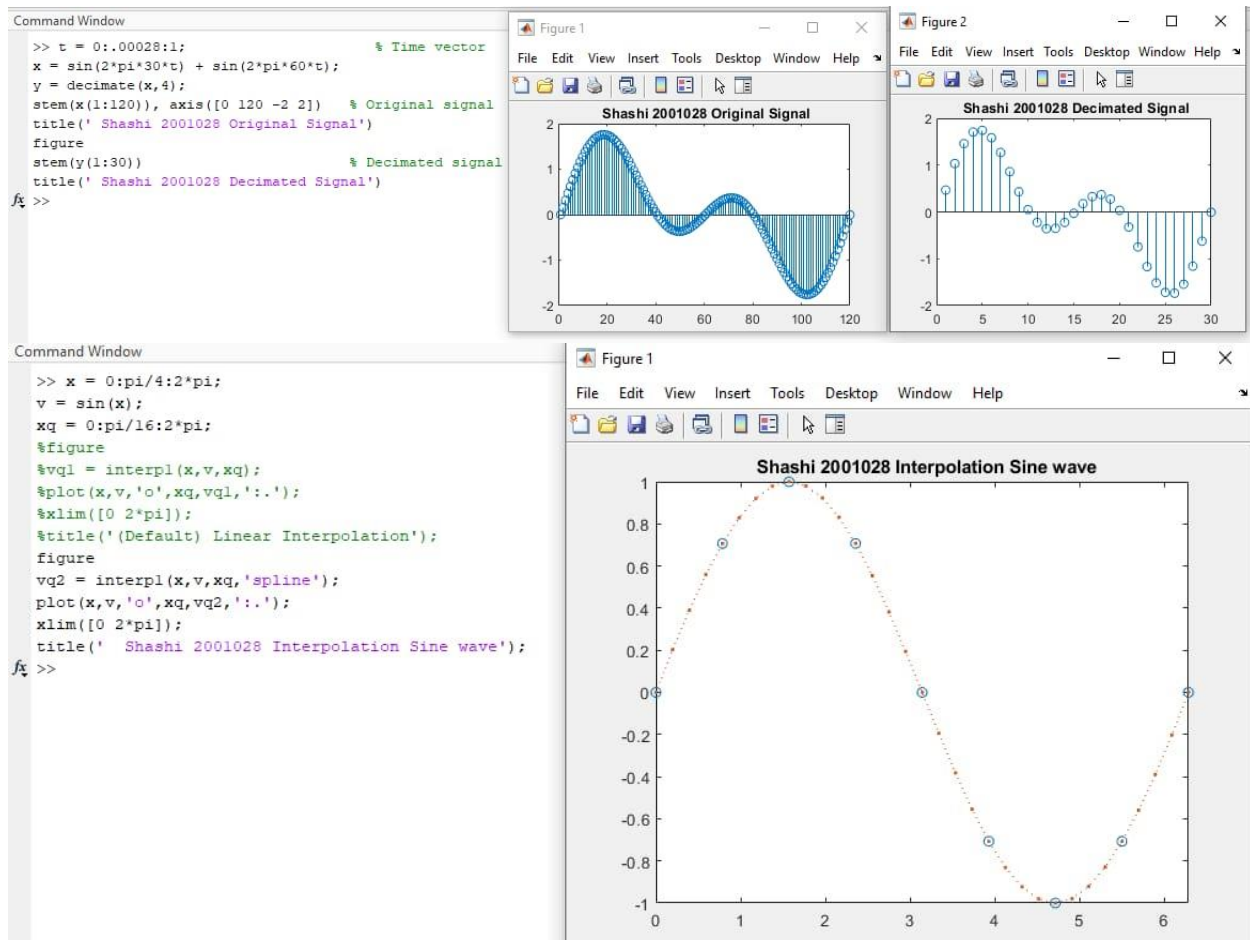 Command Window
>> t = 0:.00028:1; % Time vector
x = sin(2*pi*30*t) + sin(2*pi*60*t);
y = decimate(x,4);
stem(x(1:120)), axis([0 120 -2 2]) % Original signal
title(' Shashi 2001028 Original Signal')
figure
stem(y(1:30)) % Decimated signal
title(' Shashi 2001028 Decimated Signal')
fx >>
Figure 1
File Edit View Insert Tools Desktop Window Help
Shashi 2001028 Original Signal
2
1
0
-1
-2
0 20 40 60 80 100 120
Figure 2
File Edit View Insert Tools Desktop Window Help
Shashi 2001028 Decimated Signal
2
1
0
-1
-2
0 5 10 15 20 25 30
Command Window
>> x = 0:pi/4:2*pi;
v = sin(x);
xq = 0:pi/16:2*pi;
%figure
%vq1 = interp1(x,v,xq);
%plot(x,v,'o',xq,vq1,':.');
%xlim([0 2*pi]);
%title('(Default) Linear Interpolation');
figure
vq2 = interp1(x,v,xq,'spline');
plot(x,v,'o',xq,vq2,':.');
xlim([0 2*pi]);
title('  Shashi 2001028 Interpolation Sine wave');
fx >>
Figure 1
File Edit View Insert Tools Desktop Window Help
Shashi 2001028 Interpolation Sine wave
1
0.8
0.6
0.4
0.2
0
-0.2
-0.4
-0.6
-0.8
-1
0 1 2 3 4 5 6